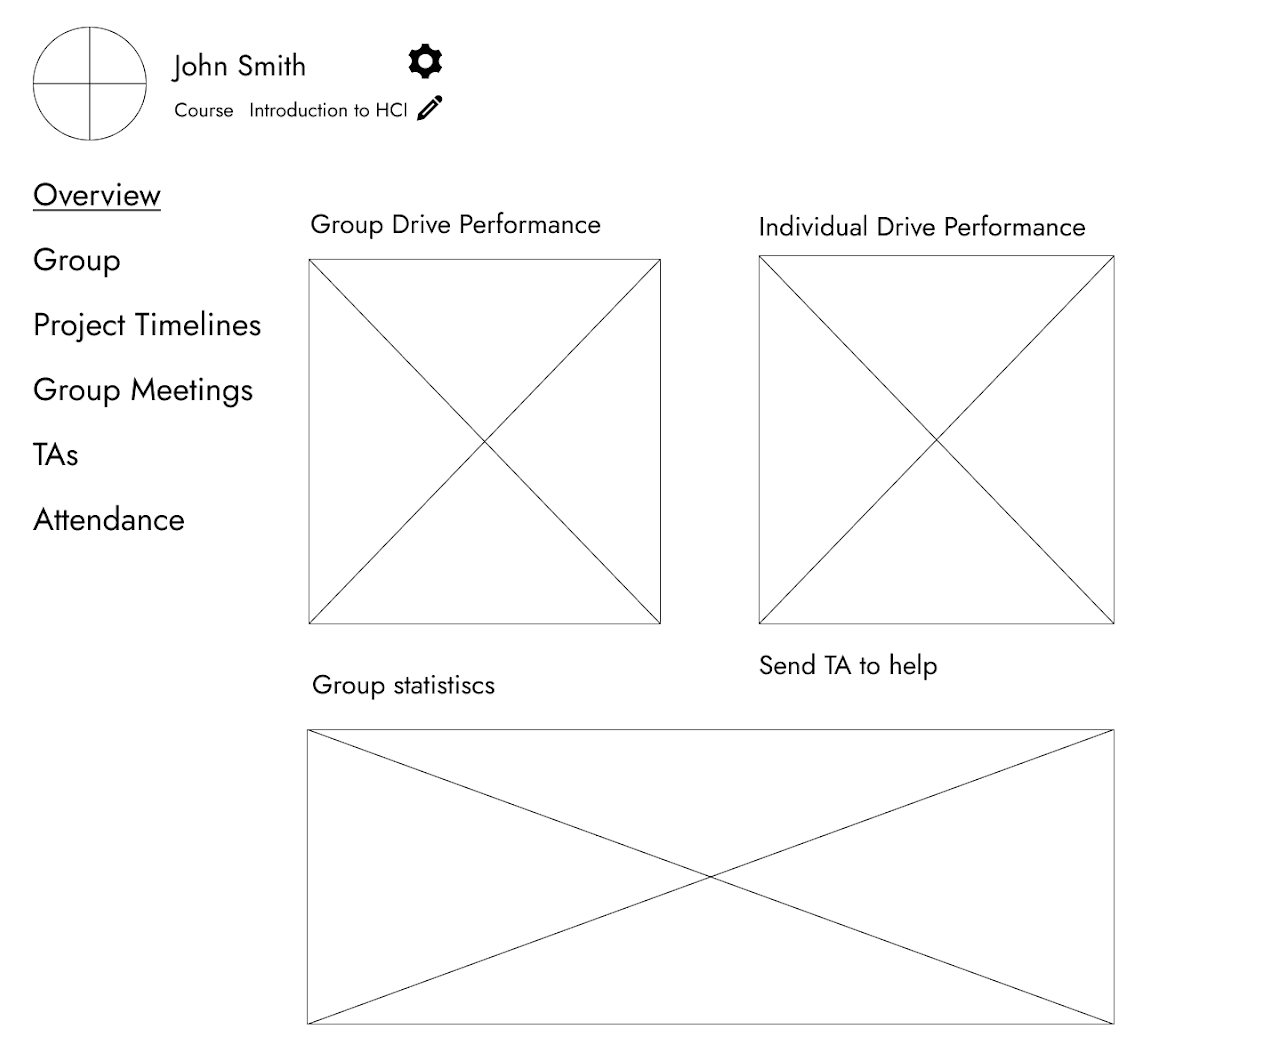 John Smith
Course Introduction to HCI
Overview
Group
Project Timelines
Group Meetings
TAs
Attendance
Group Drive Performance
Individual Drive Performance
Send TA to help
Group statistiscs